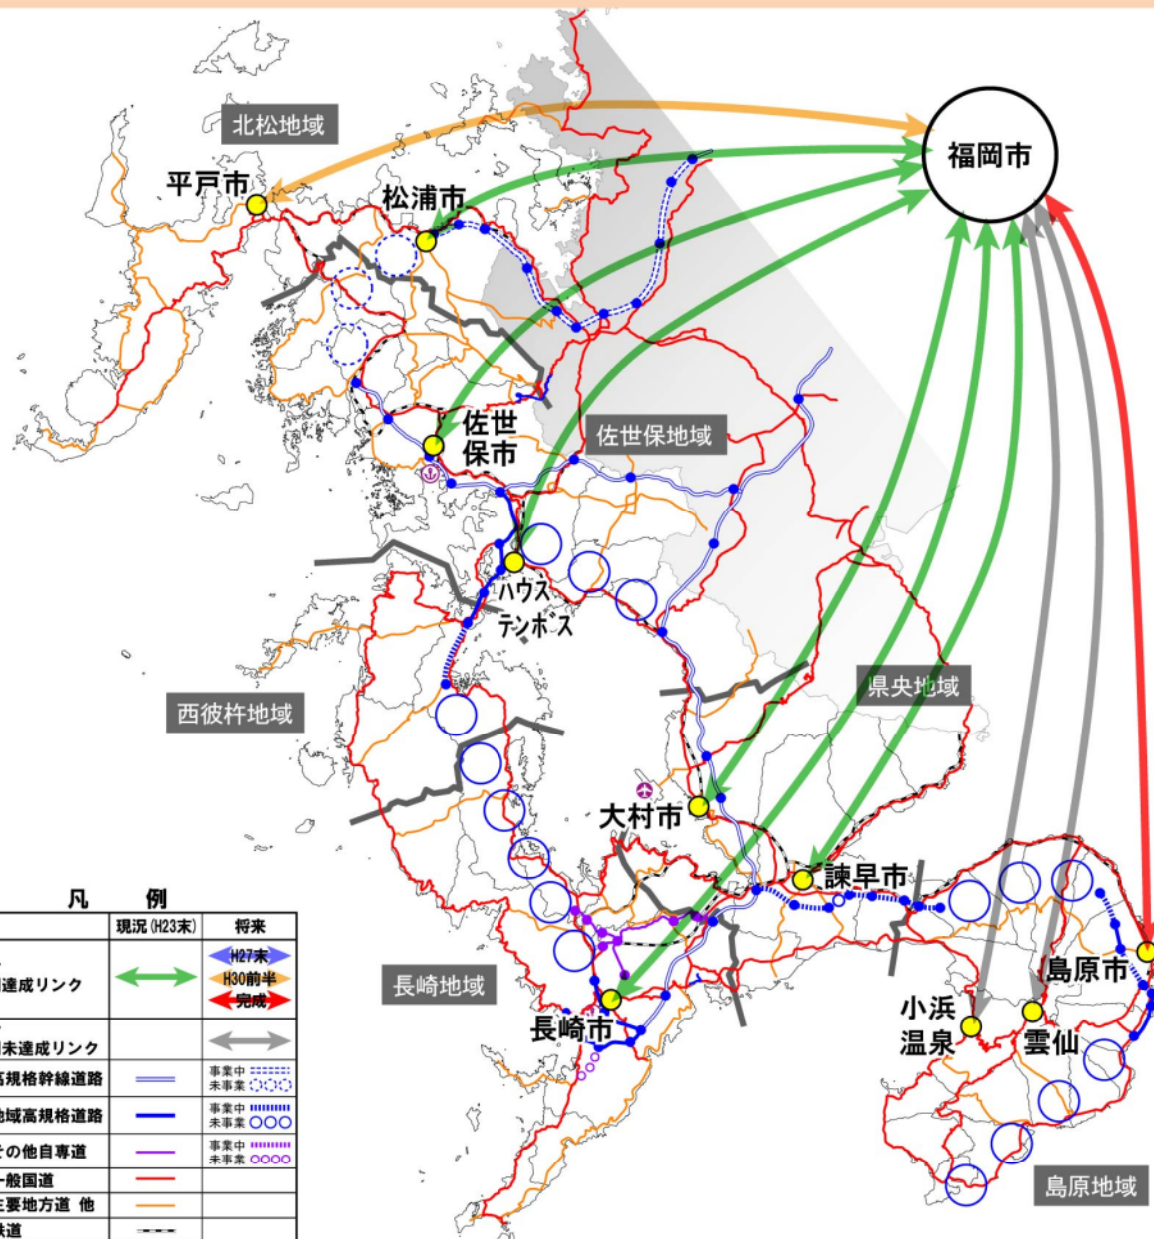 北松地域
福岡市
平戸市
松浦市
佐世
保市
佐世保地域
ハウス
テンボス
県央地域
西彼杵地域
大村市
諫早市
長崎地域
島原市
長崎市
小浜
温泉
雲仙
島原地域
凡 例
現況(H23末) 将来
達成リンク H27末
H30前半
完成
未達成リンク
高規格幹線道路 事業中
未事業
地域高規格道路 事業中
未事業
その他自専道 事業中
未事業
一般国道
主要地方道 他
鉄道